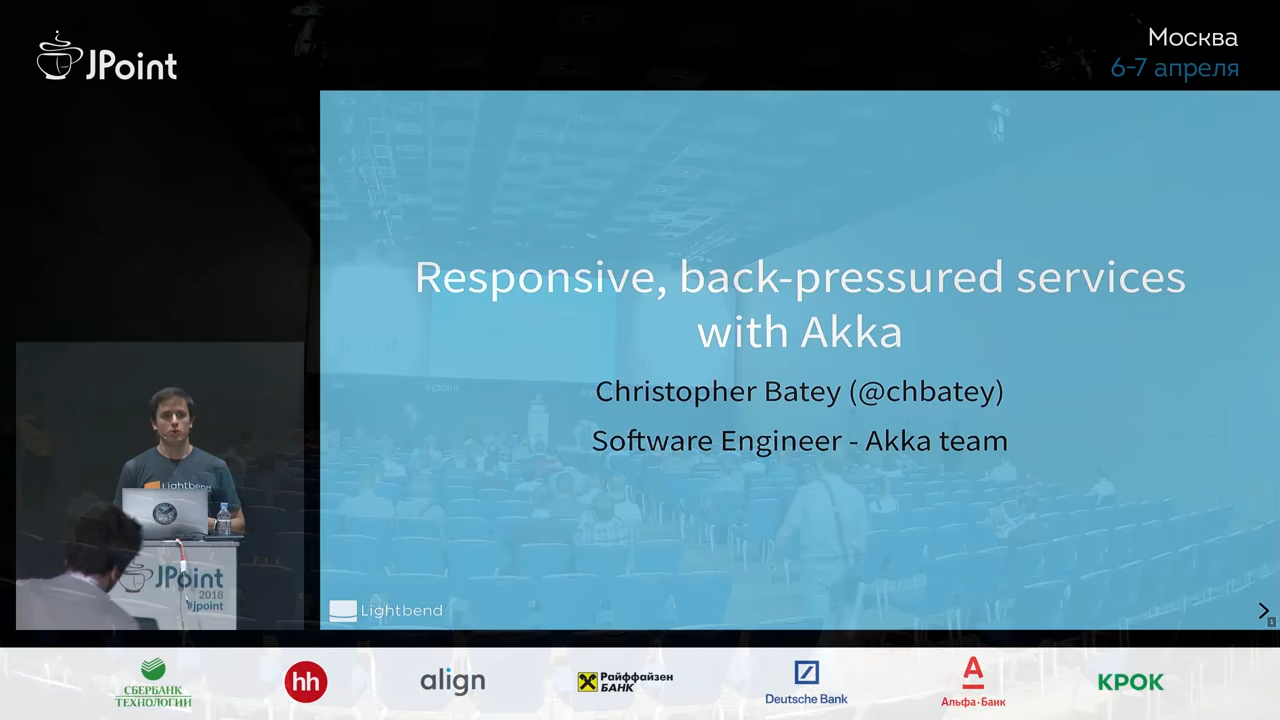 JPoint
Москва
6-7 апреля
Responsive, back-pressured services
with Akka
Christopher Batey (@chbatey)
Software Engineer - Akka team
Lightbend
1
Lightbend
JPoint
2018
#jpoint
СБЕРБАНК
ТЕХНОЛОГИИ
hh
align
Райффайзен
БАНК
Deutsche Bank
А
Альфа·Банк
КРОК